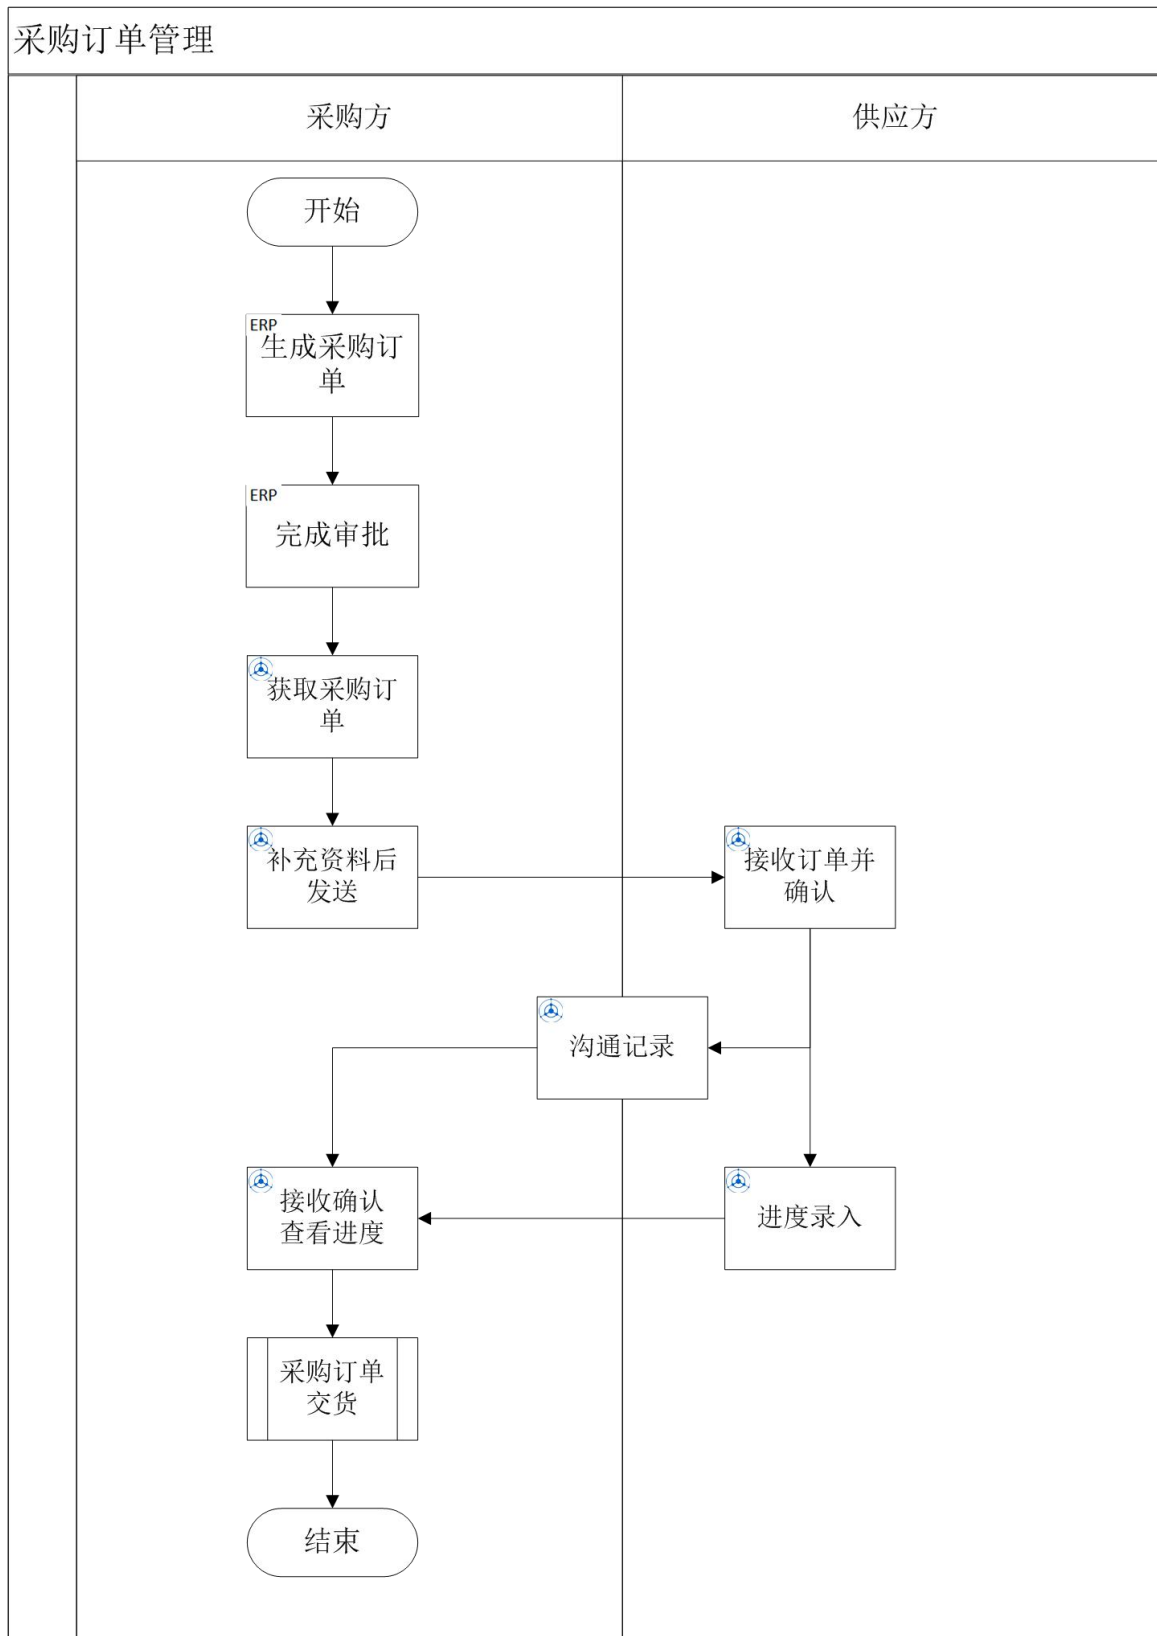 采购订单管理
采购方
供应方
开始
ERP
生成采购订
单
ERP
完成审批
获取采购订
单
补充资料后
发送
接收订单并
确认
沟通记录
接收确认
查看进度
进度录入
采购订单
交货
结束